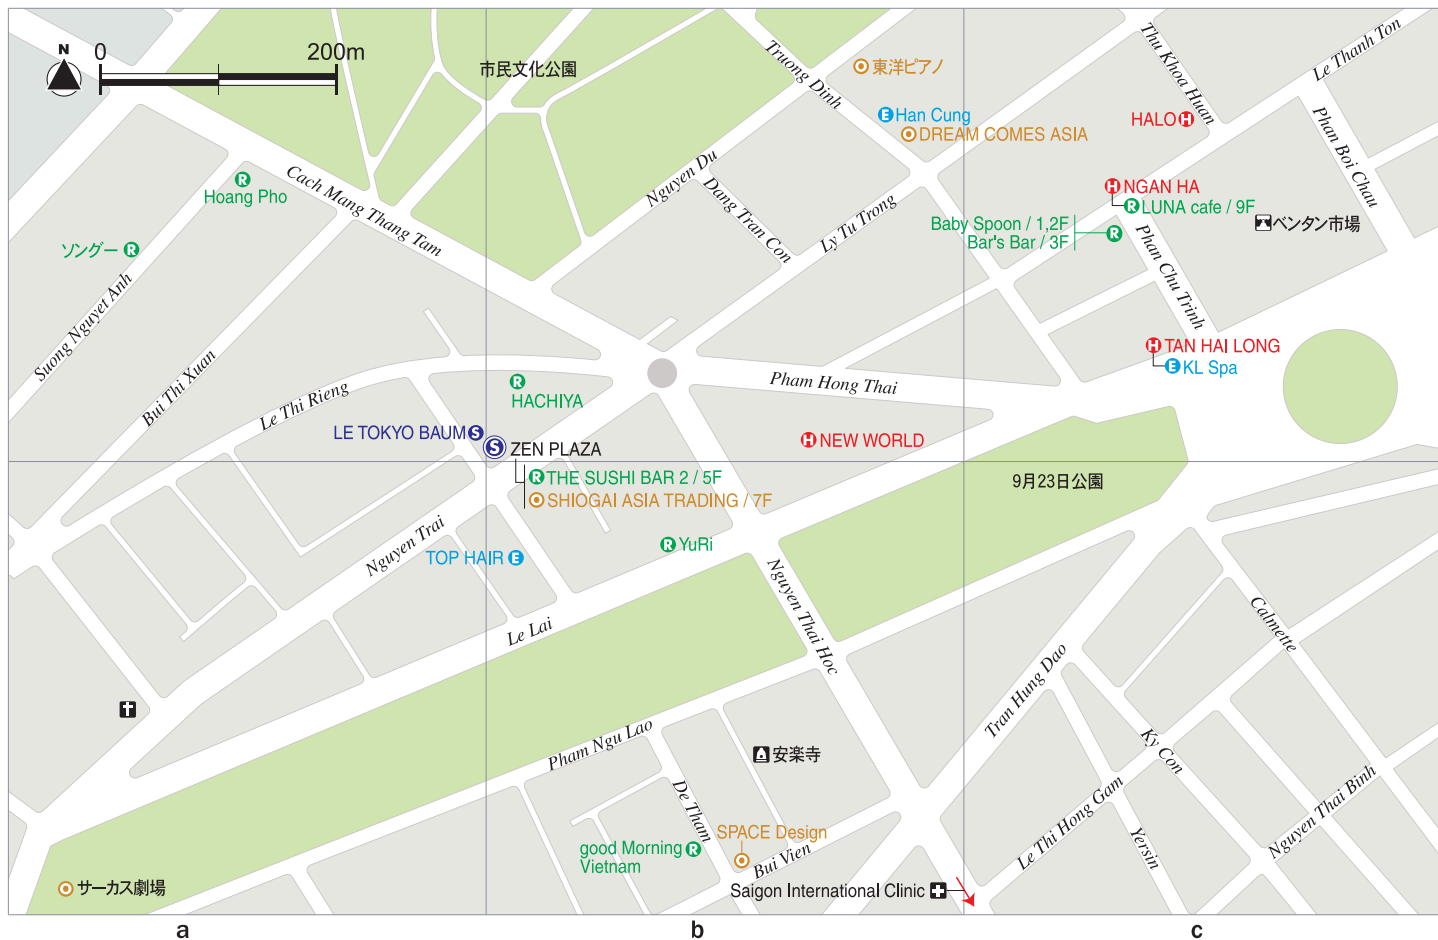 N
0
200m
市民文化公園
Truong Dinh
東洋ピアノ
Han Cung
DREAM COMES ASIA
Thu Khoa Huan
Le Thanh Ton
HALO H
Phan Boi Chau
Cach Mang Thang Tam
R
Hoang Pho
ソングー R
Nguyen Du
Dang Tran Con
Ly Tu Trong
H NGAN HA
R LUNA cafe / 9F
Baby Spoon / 1,2F
Bar's Bar / 3F
R
ベンタン市場
Phan Chu Trinh
Suong Nguyet Anh
Bui Thi Xuan
Le Thi Rieng
H TAN HAI LONG
E KL Spa
Pham Hong Thai
R
HACHIYA
LE TOKYO BAUM S
S ZEN PLAZA
H NEW WORLD
R THE SUSHI BAR 2 / 5F
SHIOGAI ASIA TRADING / 7F
9月23日公園
Nguyen Trai
TOP HAIR E
R YuRi
Nguyen Thai Hoc
Le Lai
Calmette
Tran Hung Dao
Pham Ngu Lao
安楽寺
Ky Con
De Tham
SPACE Design
good Morning R
Vietnam
Bui Vien
Le Thi Hong Gam
Yersin
Nguyen Thai Binh
サーカス劇場
Saigon International Clinic
a
b
c